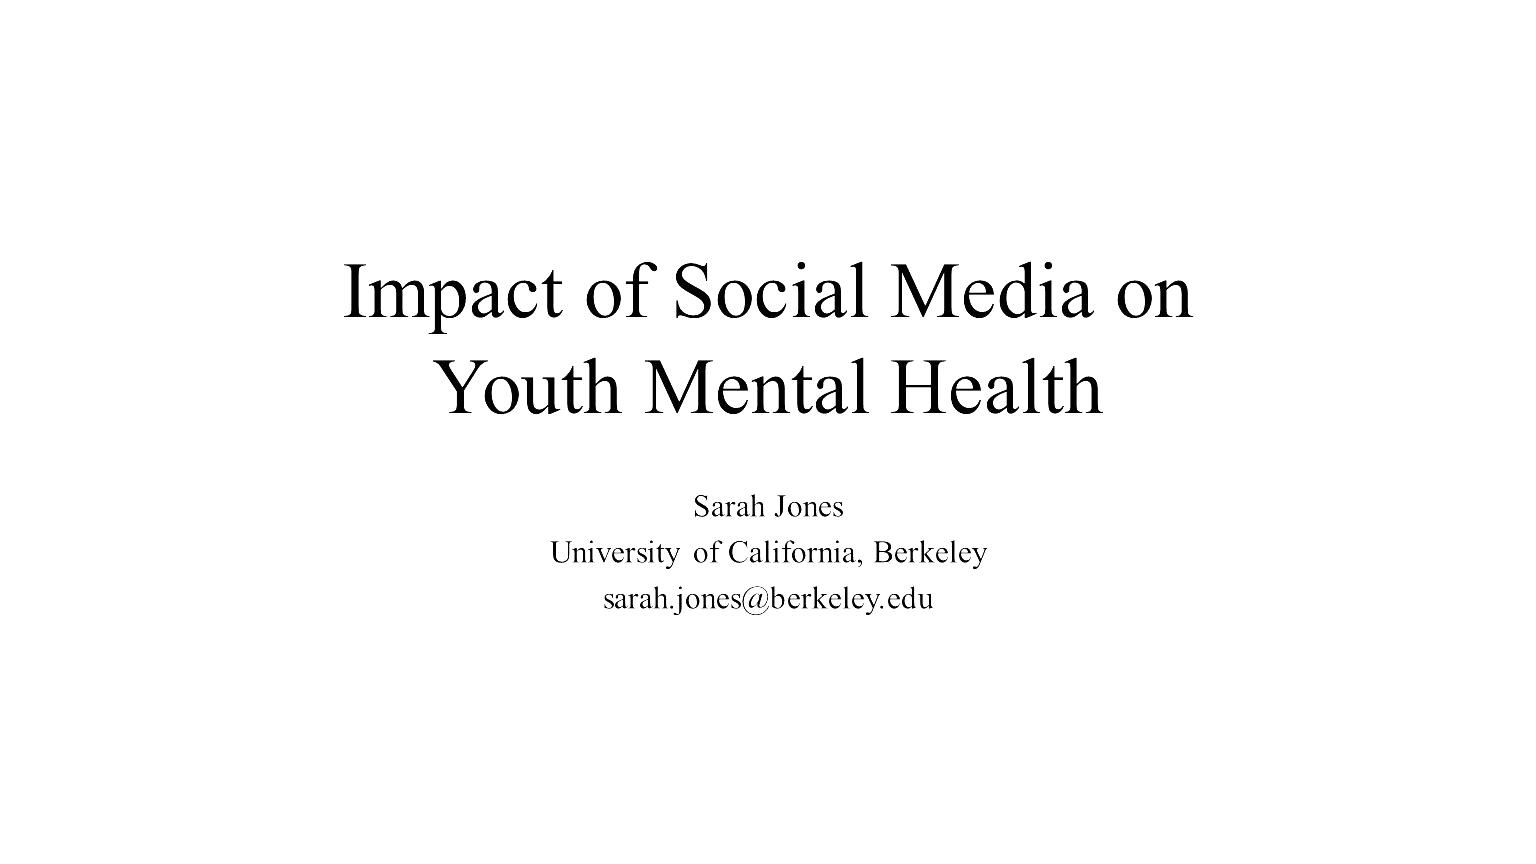 Impact of Social Media on
Youth Mental Health
Sarah Jones
University of California, Berkeley
sarah.jones@berkeley.edu